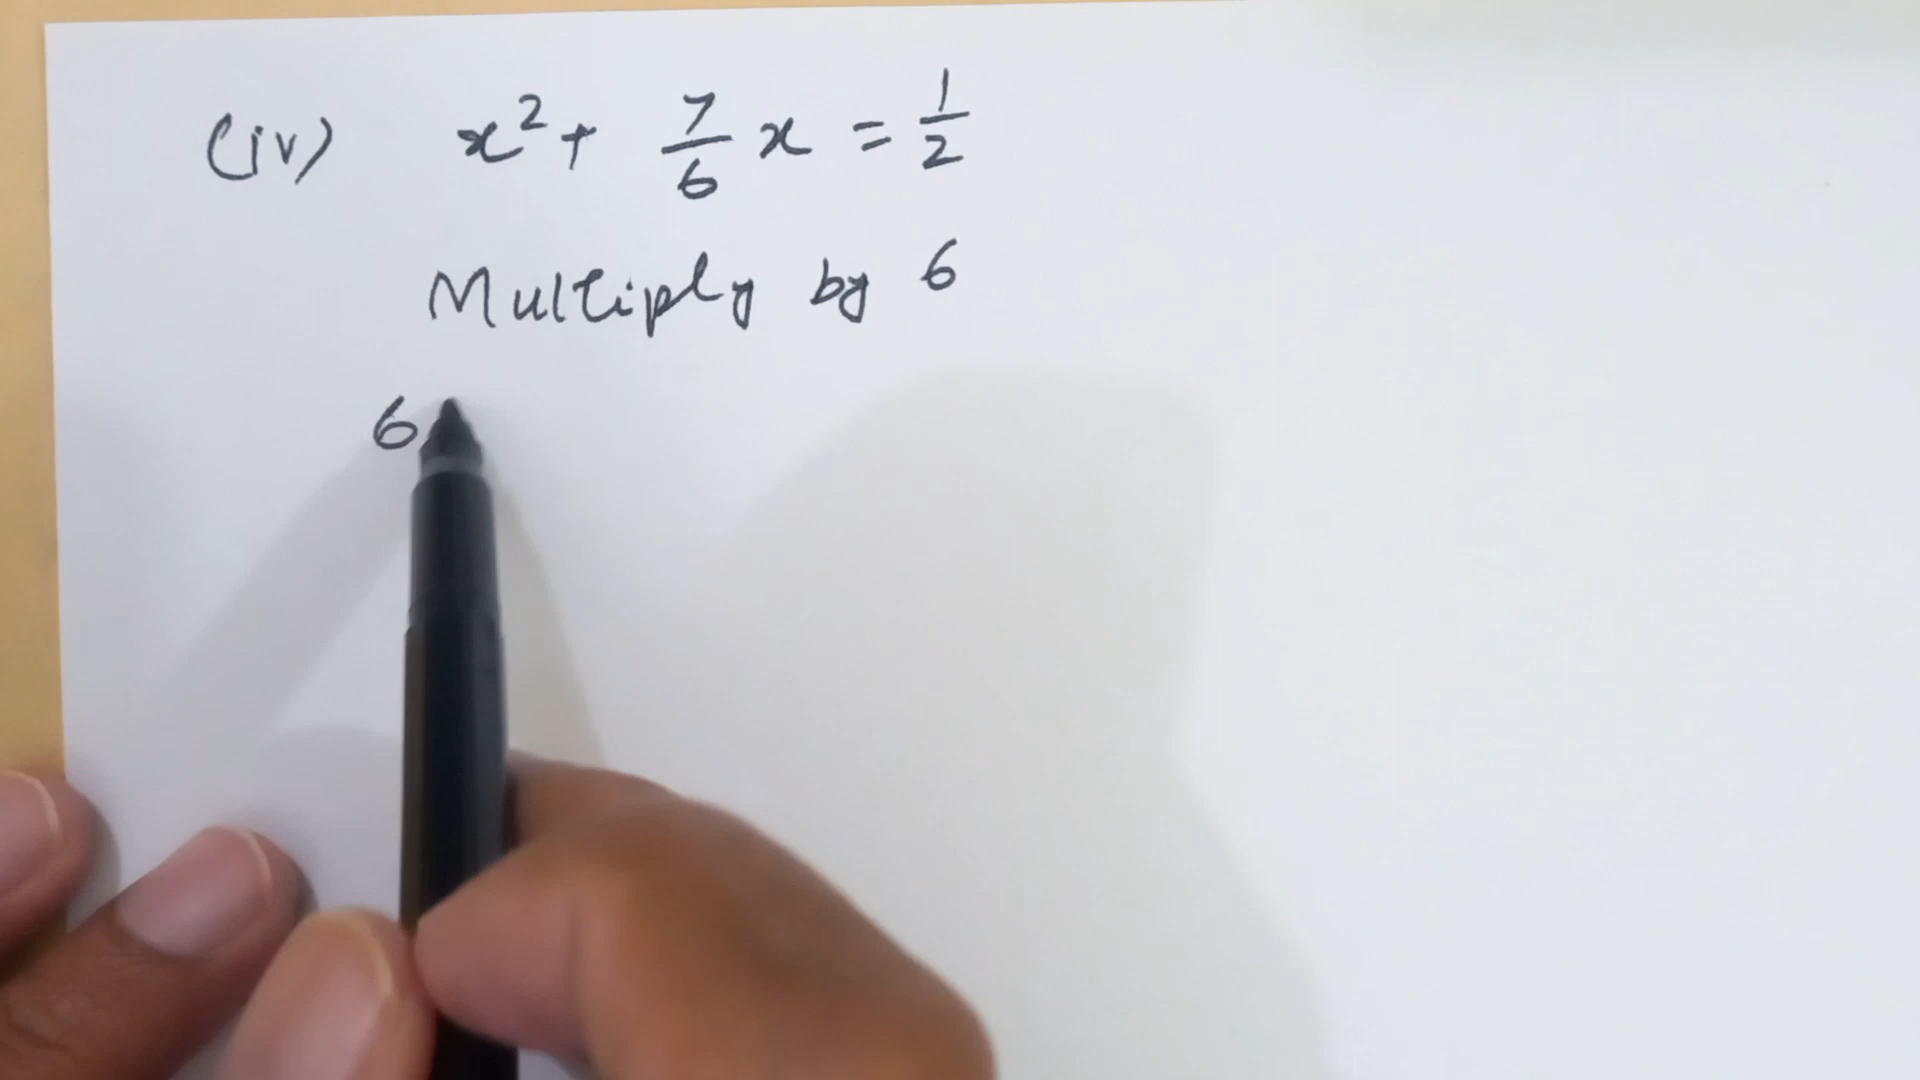 (iv) x² + 7/6 x = 1/2
Multiply by 6
6